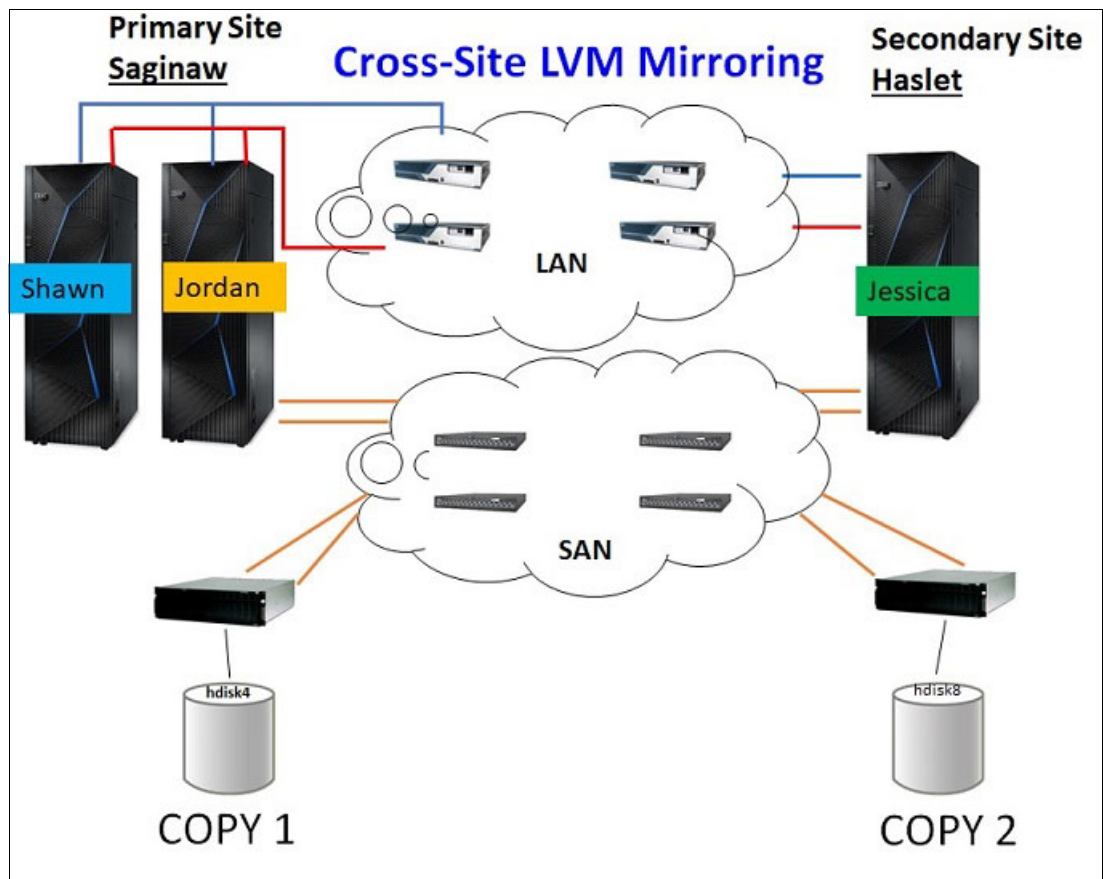 Primary Site
Saginaw
Cross-Site LVM Mirroring
Secondary Site
Haslet
LAN
Shawn
Jordan
Jessica
SAN
hdisk4
hdisk8
COPY 1
COPY 2